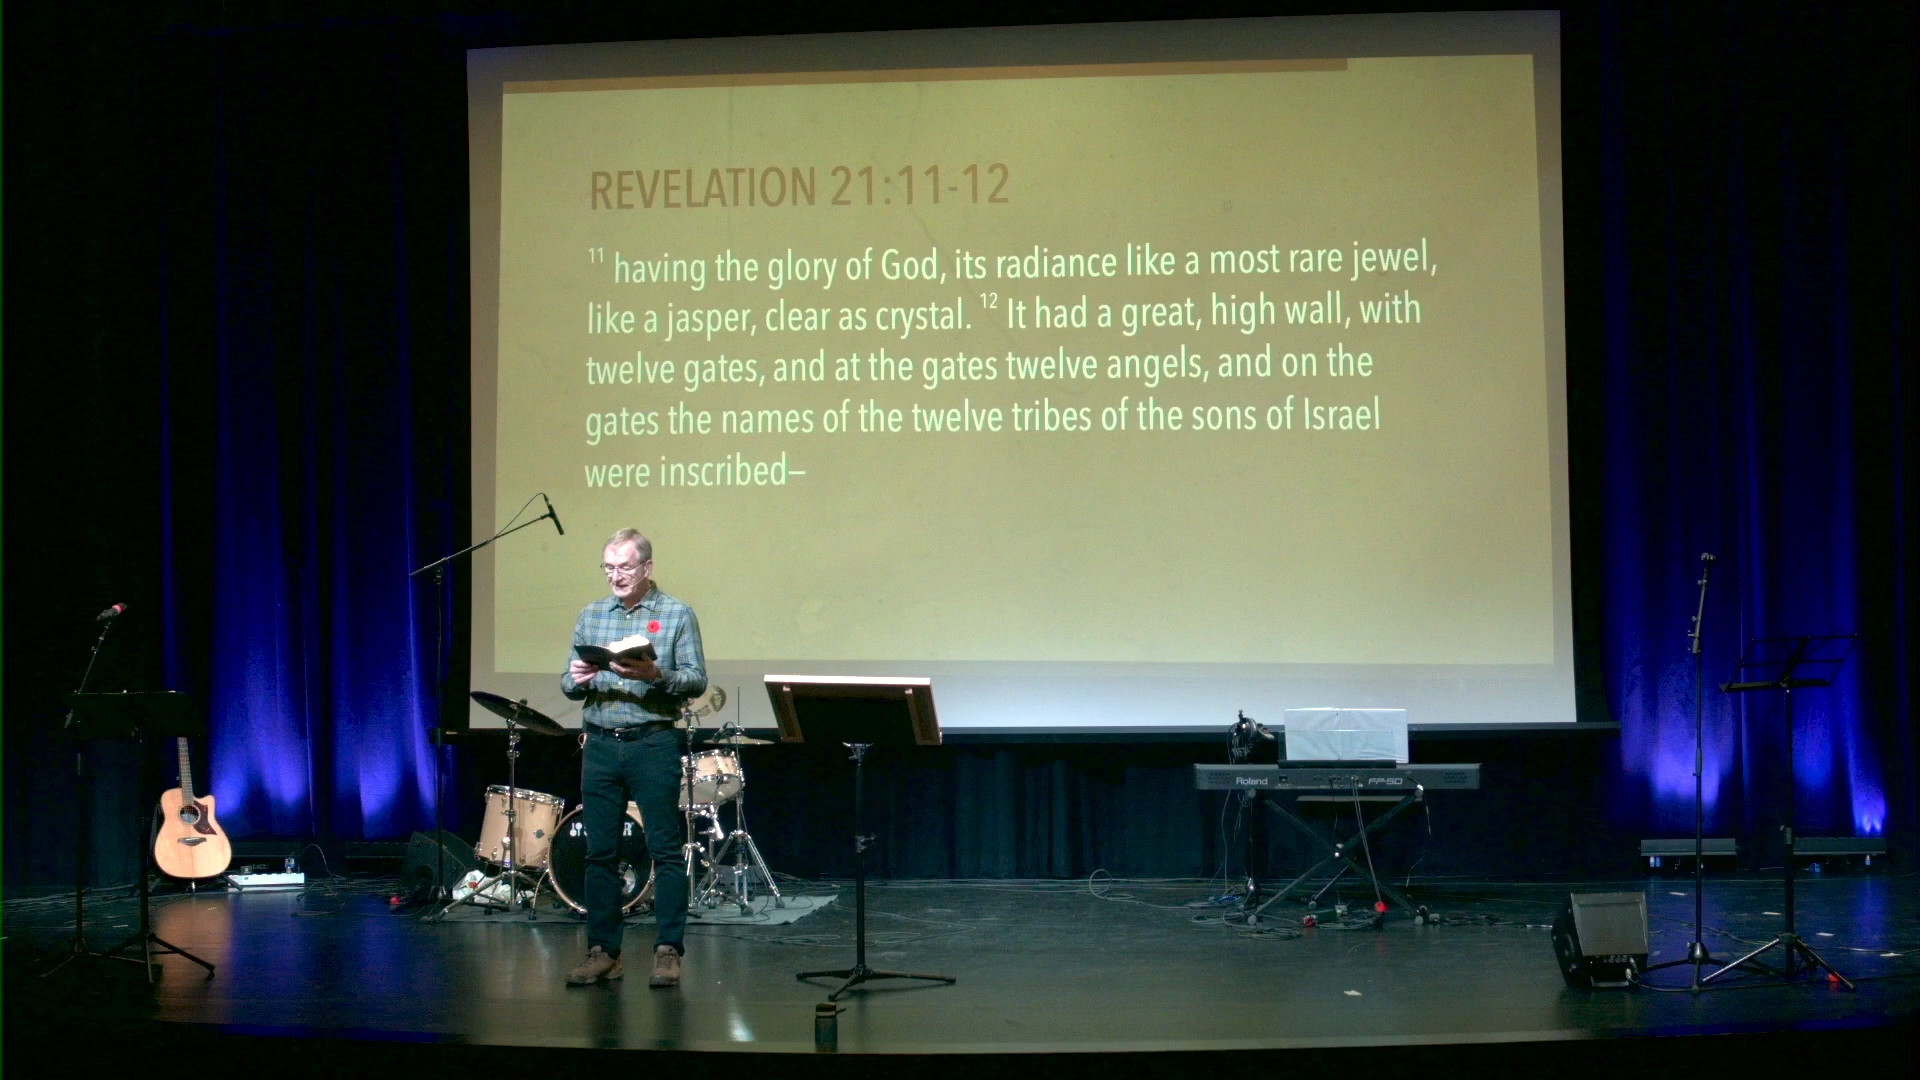 REVELATION 21:11-12
11 having the glory of God, its radiance like a most rare jewel,
like a jasper, clear as crystal. 12 It had a great, high wall, with
twelve gates, and at the gates twelve angels, and on the
gates the names of the twelve tribes of the sons of Israel
were inscribed—
Roland
FP-50